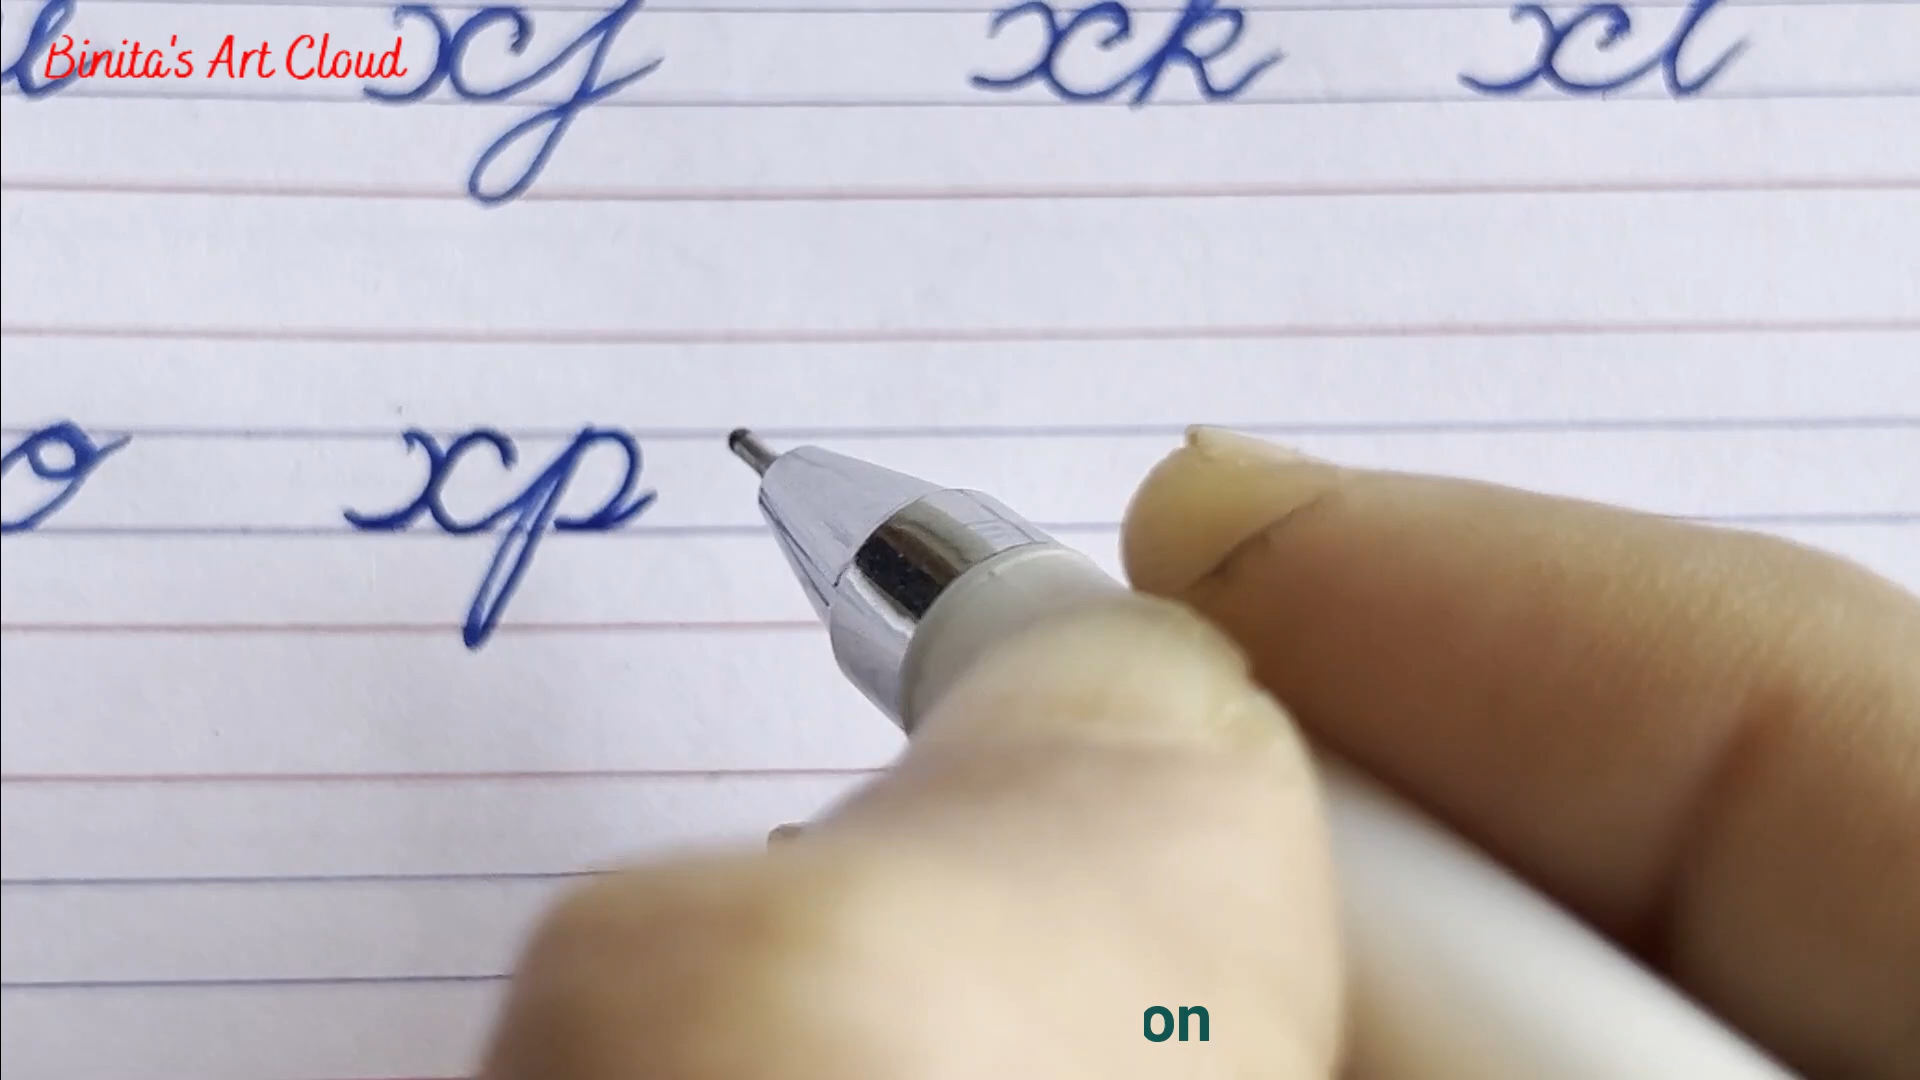 Binita's Art Cloud
xj xk xl
o xp
on